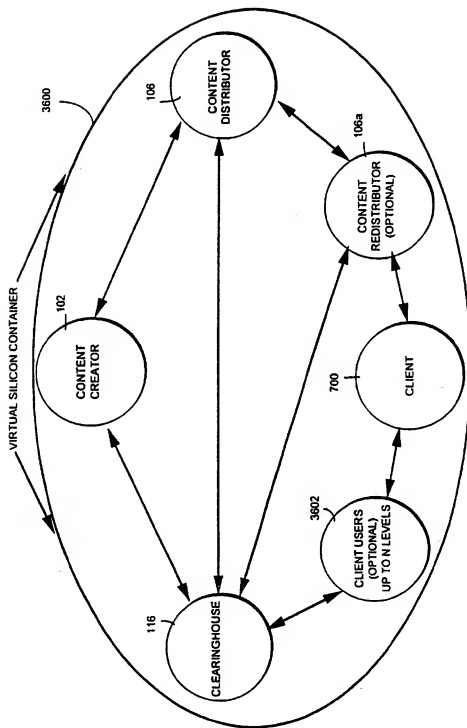 VIRTUAL SILICON CONTAINER
3600
102
CONTENT
CREATOR
106
CONTENT
DISTRIBUTOR
116
CLEARINGHOUSE
106a
CONTENT
REDISTRIBUTOR
(OPTIONAL)
3602
CLIENT USERS
(OPTIONAL)
UP TO N LEVELS
700
CLIENT